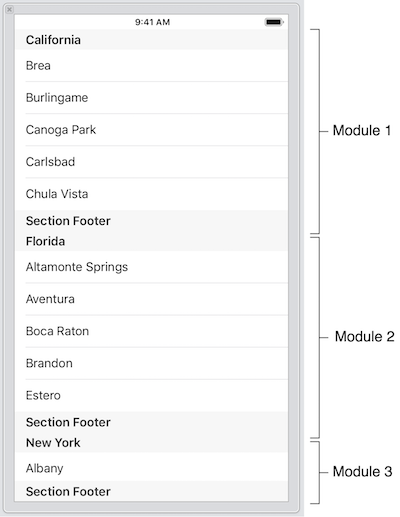 9:41 AM
California
Brea
Burlingame
Canoga Park
Carlsbad
Chula Vista
Section Footer
Module 1
Florida
Altamonte Springs
Aventura
Boca Raton
Brandon
Estero
Section Footer
Module 2
New York
Albany
Section Footer
Module 3